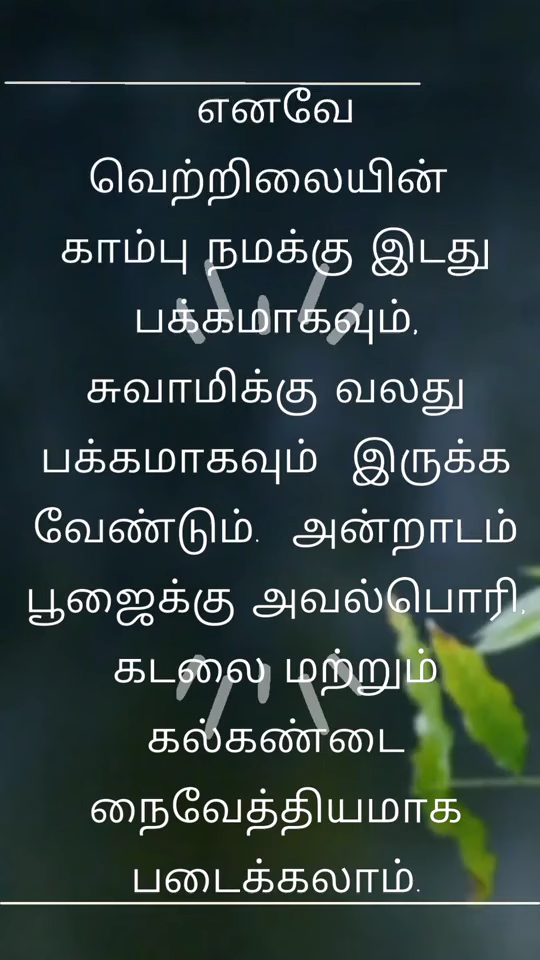 எனவே
வெற்றிலையின்
காம்பு நமக்கு இடது
பக்கமாகவும்,
சுவாமிக்கு வலது
பக்கமாகவும் இருக்க
வேண்டும். அன்றாடம்
பூஜைக்கு அவல்பொரி,
கடலை மற்றும்
கல்கண்டை
நைவேத்தியமாக
படைக்கலாம்.